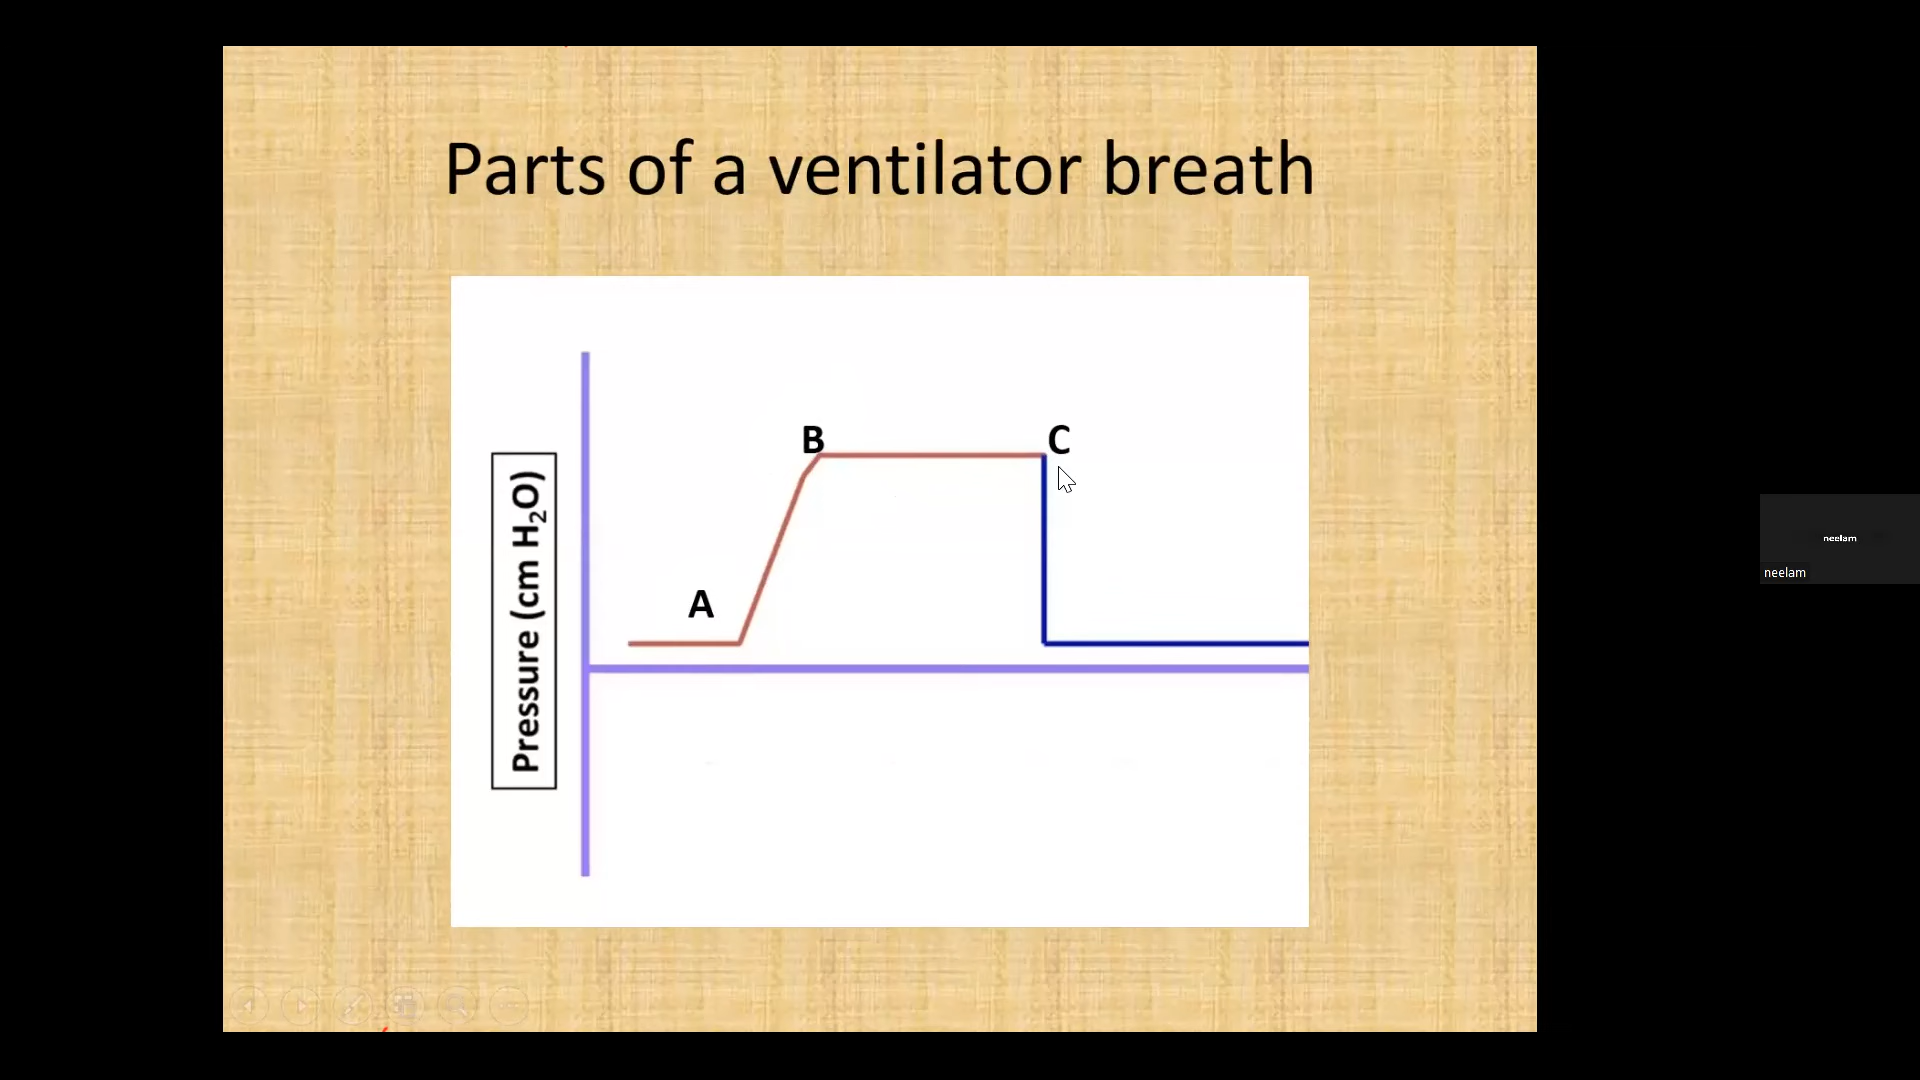 Parts of a ventilator breath
B
C
A
Pressure (cm H₂O)
neelam
neelam